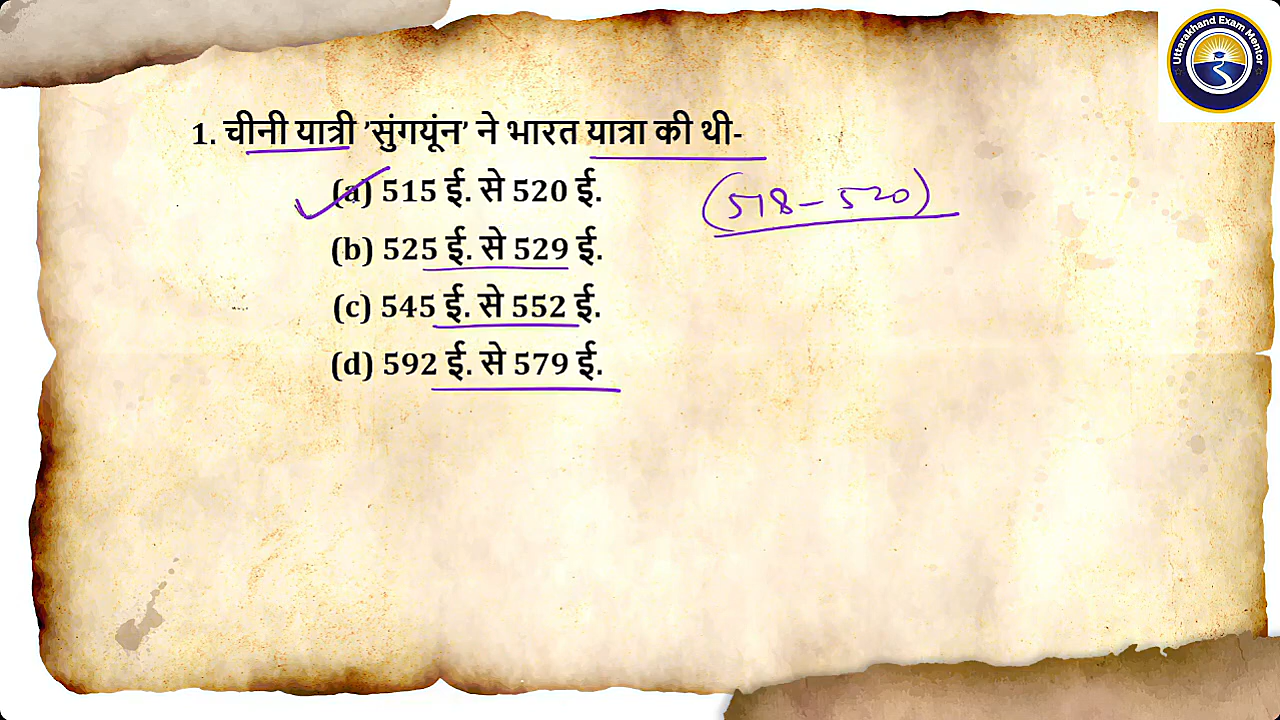 Uttarakhand Exam Mentor
1. चीनी यात्री 'सुंगयूंन' ने भारत यात्रा की थी-
(a) 515 ई. से 520 ई.
(518-520)
(b) 525 ई. से 529 ई.
(c) 545 ई. से 552 ई.
(d) 592 ई. से 579 ई.